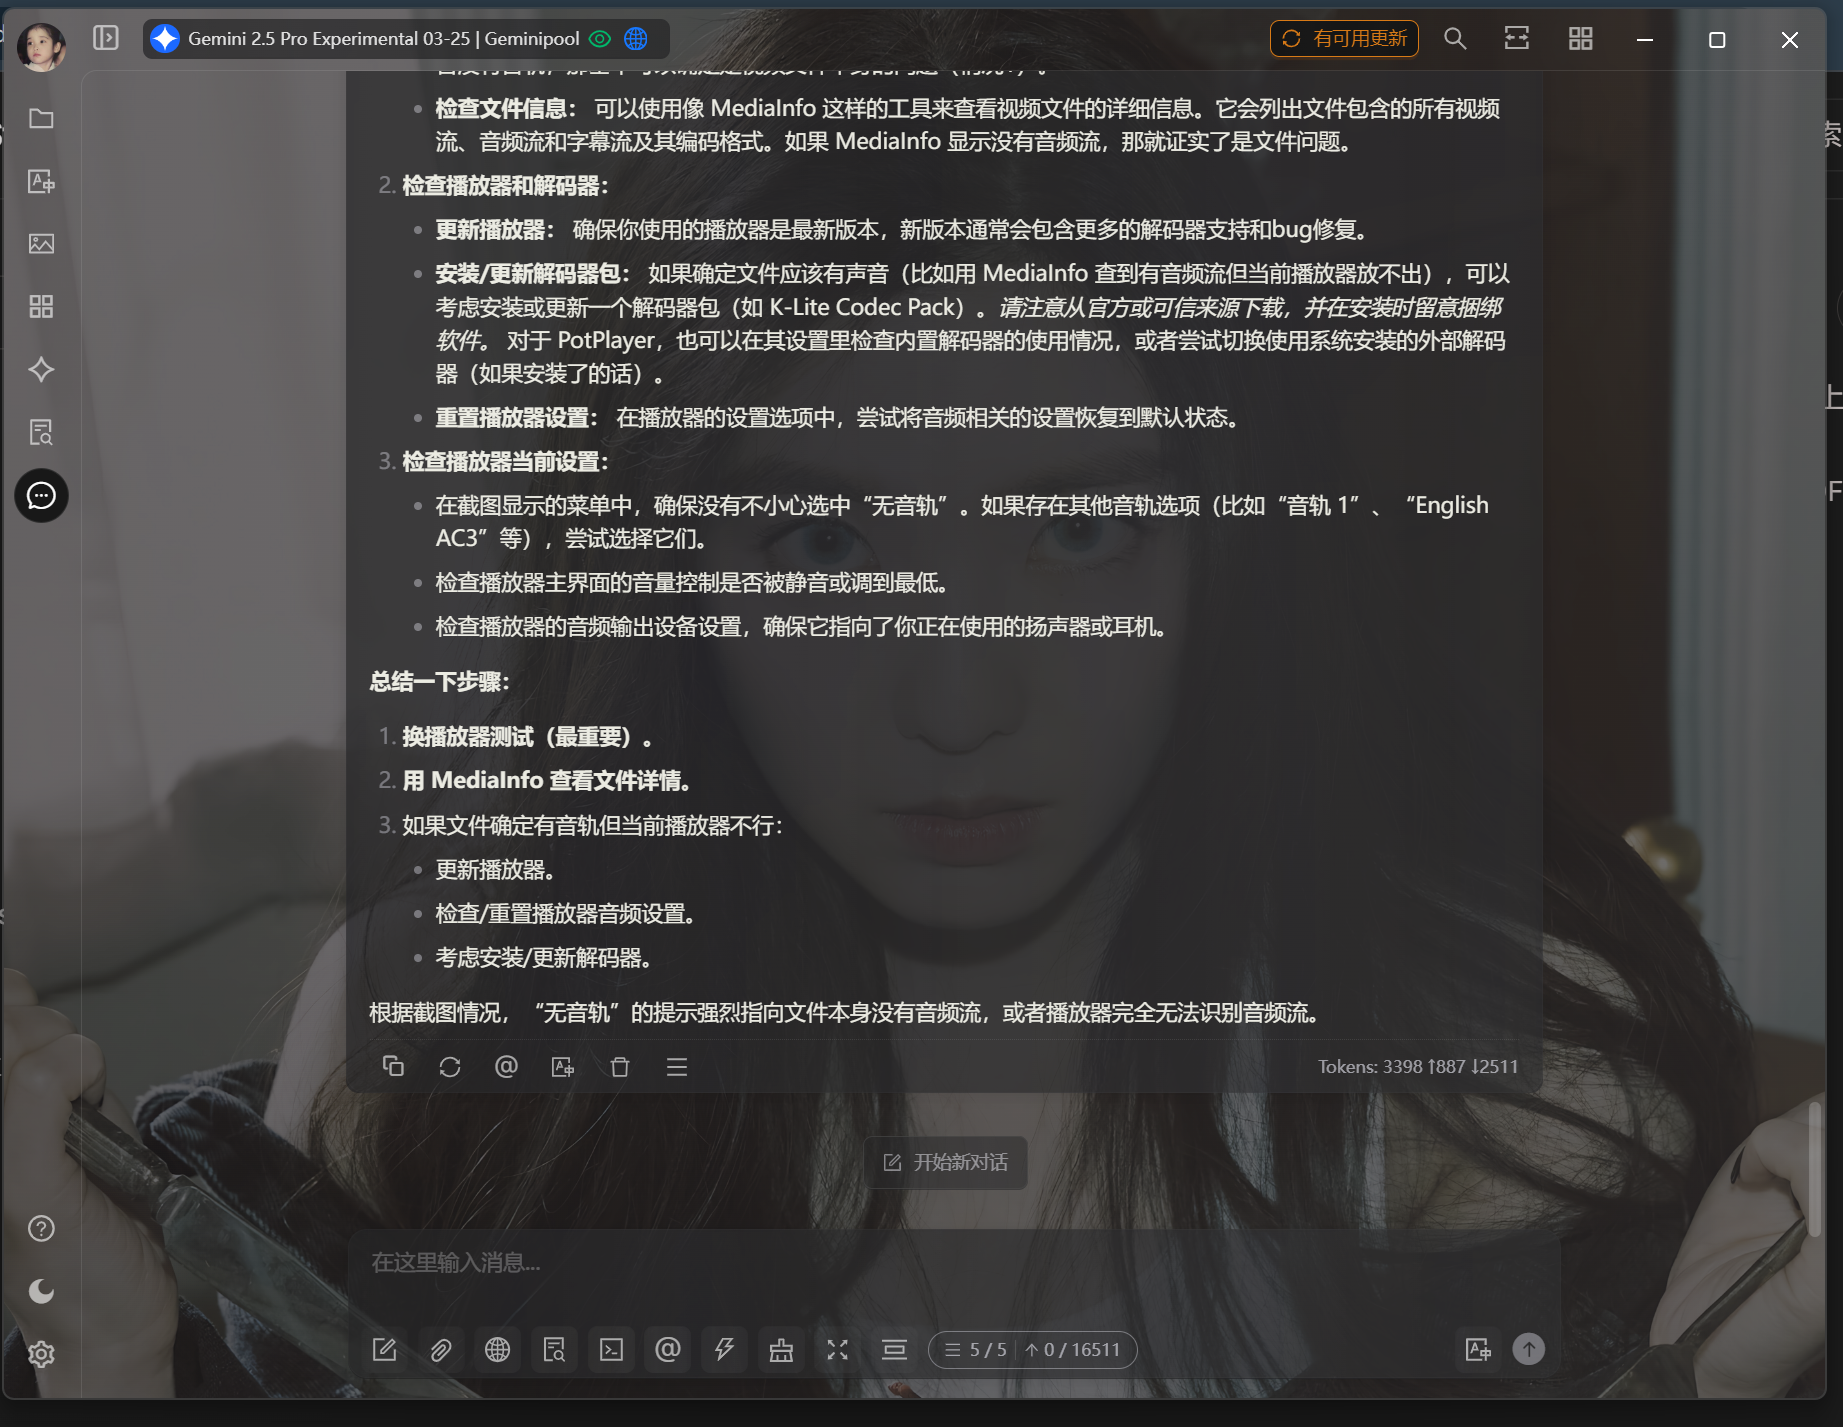 Gemini 2.5 Pro Experimental 03-25 | Geminipool
有可用更新
检查文件信息： 可以使用像 MediaInfo 这样的工具来查看视频文件的详细信息。它会列出文件包含的所有视频
流、音频流和字幕流及其编码格式。如果 MediaInfo 显示没有音频流，那就证实了是文件问题。
2. 检查播放器和解码器：
更新播放器： 确保你使用的播放器是最新版本，新版本通常会包含更多的解码器支持和bug修复。
安装/更新解码器包： 如果确定文件应该有声音（比如用 MediaInfo 查到有音频流但当前播放器放不出），可以
考虑安装或更新一个解码器包（如 K-Lite Codec Pack）。请注意从官方或可信来源下载，并在安装时留意捆绑
软件。 对于 PotPlayer，也可以在其设置里检查内置解码器的使用情况，或者尝试切换使用系统安装的外部解码
器（如果安装了的话）。
重置播放器设置： 在播放器的设置选项中，尝试将音频相关的设置恢复到默认状态。
3. 检查播放器当前设置：
在截图显示的菜单中，确保没有不小心选中“无音轨”。如果存在其他音轨选项（比如“音轨 1”、“English
AC3”等），尝试选择它们。
检查播放器主界面的音量控制是否被静音或调到最低。
检查播放器的音频输出设备设置，确保它指向了你正在使用的扬声器或耳机。
总结一下步骤：
1. 换播放器测试（最重要）。
2. 用 MediaInfo 查看文件详情。
3. 如果文件确定有音轨但当前播放器不行：
更新播放器。
检查/重置播放器音频设置。
考虑安装/更新解码器。
根据截图情况，“无音轨”的提示强烈指向文件本身没有音频流，或者播放器完全无法识别音频流。
Tokens: 3398 ↑887 ↓2511
开始新对话
在这里输入消息...
5 / 5 ↑ 0 / 16511
索
上